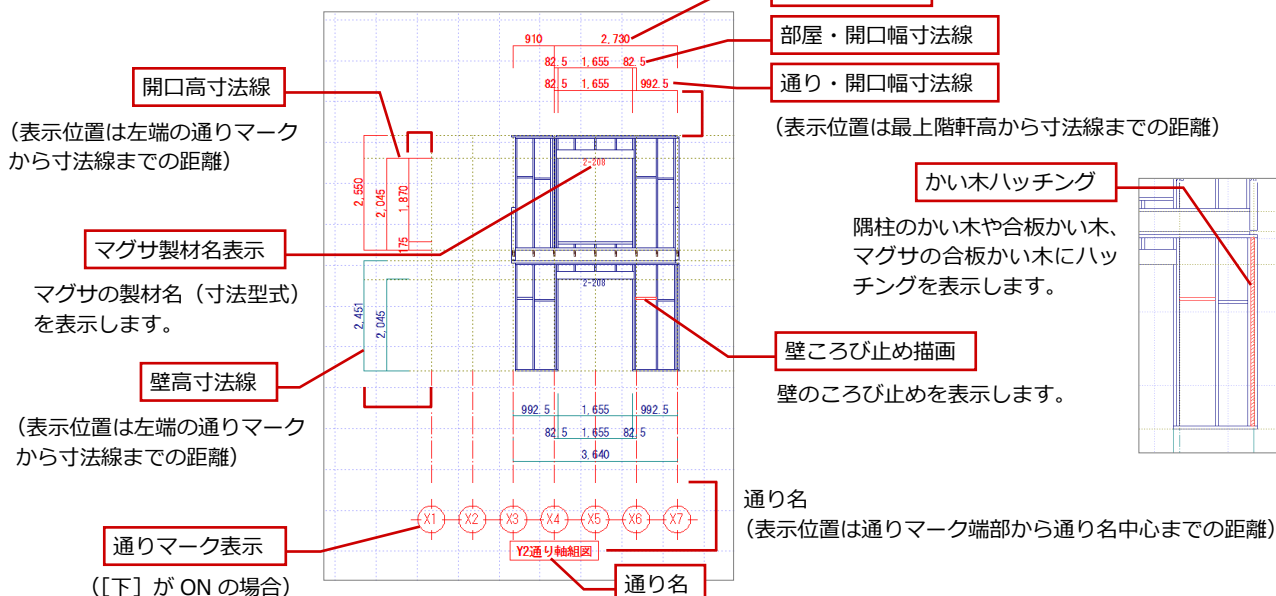 910 2,730
部屋・開口幅寸法線
82.5 1,655 82.5
通り・開口幅寸法線
82.5 1,655 992.5
開口高寸法線
（表示位置は左端の通りマーク
から寸法線までの距離）
（表示位置は最上階軒高から寸法線までの距離）
2-208
2,550
2,045
1,870
175
かい木ハッチング
隅柱のかい木や合板かい木、
マグサの合板かい木にハッ
チングを表示します。
マグサ製材名表示
マグサの製材名（寸法型式）
を表示します。
2-208
2,451
2,045
壁ころび止め描画
壁のころび止めを表示します。
壁高寸法線
（表示位置は左端の通りマーク
から寸法線までの距離）
992.5 1,655 992.5
82.5 1,655 82.5
3,640
通り名
（表示位置は通りマーク端部から通り名中心までの距離）
X1 X2 X3 X4 X5 X6 X7
通りマーク表示
（［下］が ON の場合）
Y2通り軸組図
通り名